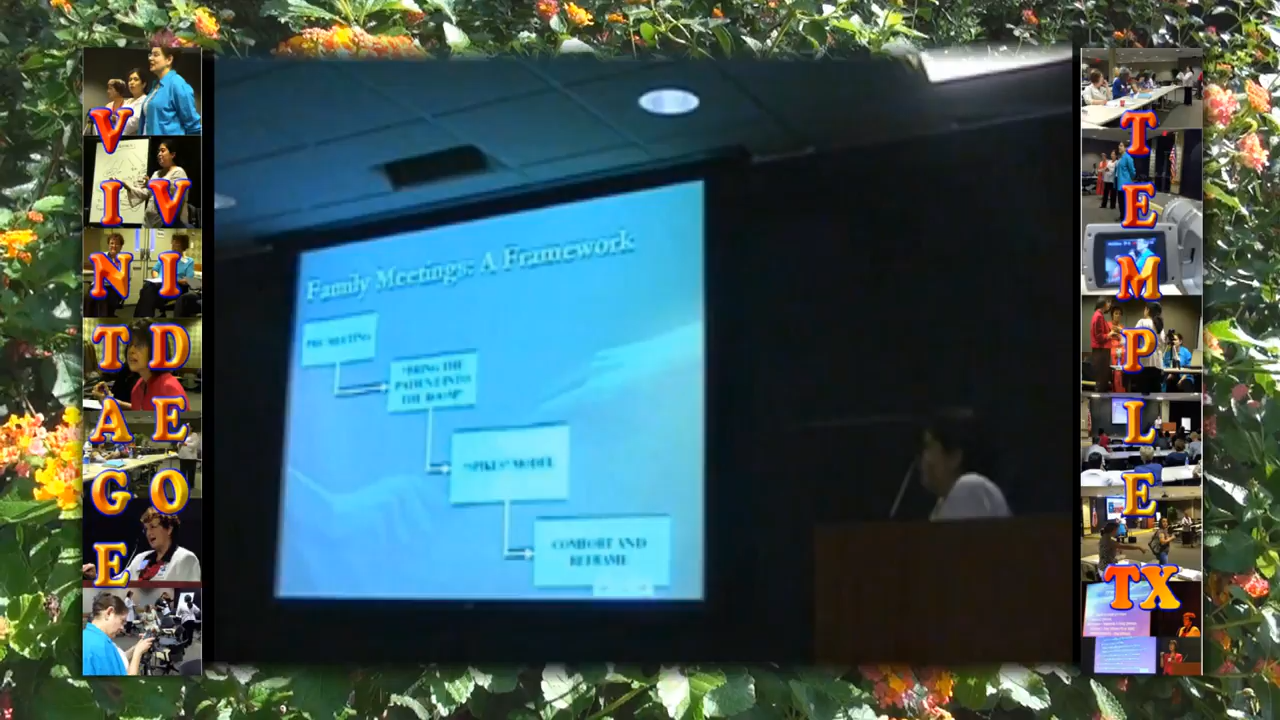 VINTAGE
VIDEO
Family Meetings: A Framework
PRE-MEETING
"BRING THE
PATIENT INTO
THE ROOM"
"SPIKES" MODEL
COMFORT AND
REFRAME
TEMPLE
TX